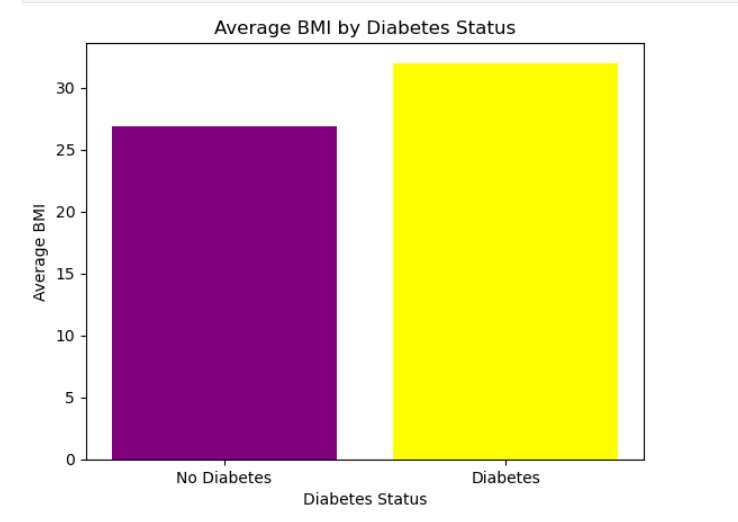 Average BMI by Diabetes Status
30
25
20
15
10
5
0
Average BMI
No Diabetes Diabetes
Diabetes Status